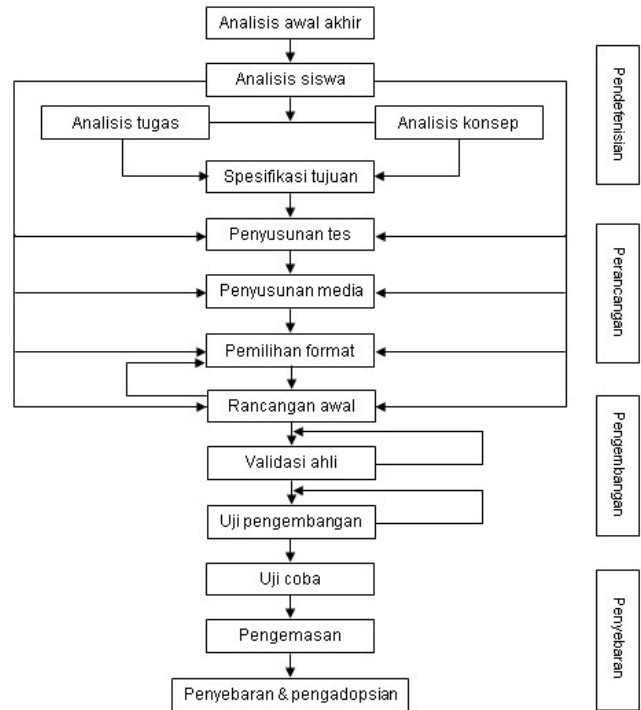 Analisis awal akhir
Analisis siswa
Analisis tugas
Analisis konsep
Spesifikasi tujuan
Pendefenisian
Penyusunan tes
Penyusunan media
Pemilihan format
Perancangan
Rancangan awal
Validasi ahli
Uji pengembangan
Pengembangan
Uji coba
Pengemasan
Penyebaran & pengadopsian
Penyebaran